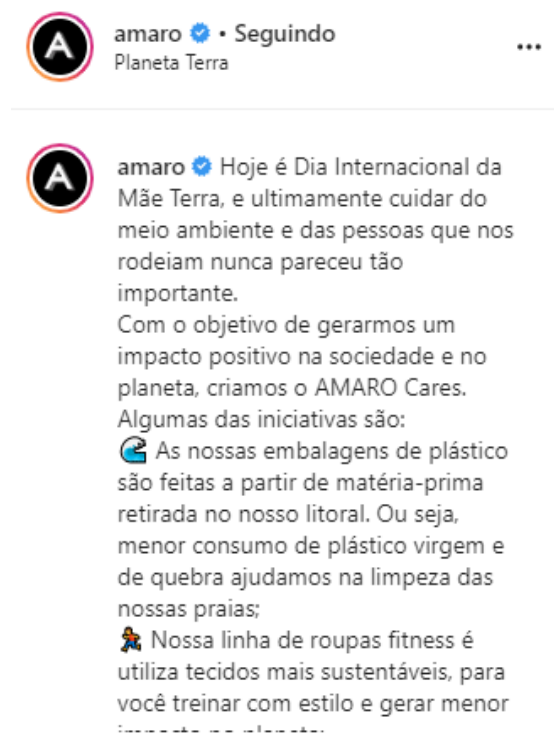 amaro • Seguindo
Planeta Terra
amaro Hoje é Dia Internacional da
Mãe Terra, e ultimamente cuidar do
meio ambiente e das pessoas que nos
rodeiam nunca pareceu tão
importante.
Com o objetivo de gerarmos um
impacto positivo na sociedade e no
planeta, criamos o AMARO Cares.
Algumas das iniciativas são:
🌊 As nossas embalagens de plástico
são feitas a partir de matéria-prima
retirada no nosso litoral. Ou seja,
menor consumo de plástico virgem e
de quebra ajudamos na limpeza das
nossas praias;
🏃 Nossa linha de roupas fitness é
utiliza tecidos mais sustentáveis, para
você treinar com estilo e gerar menor